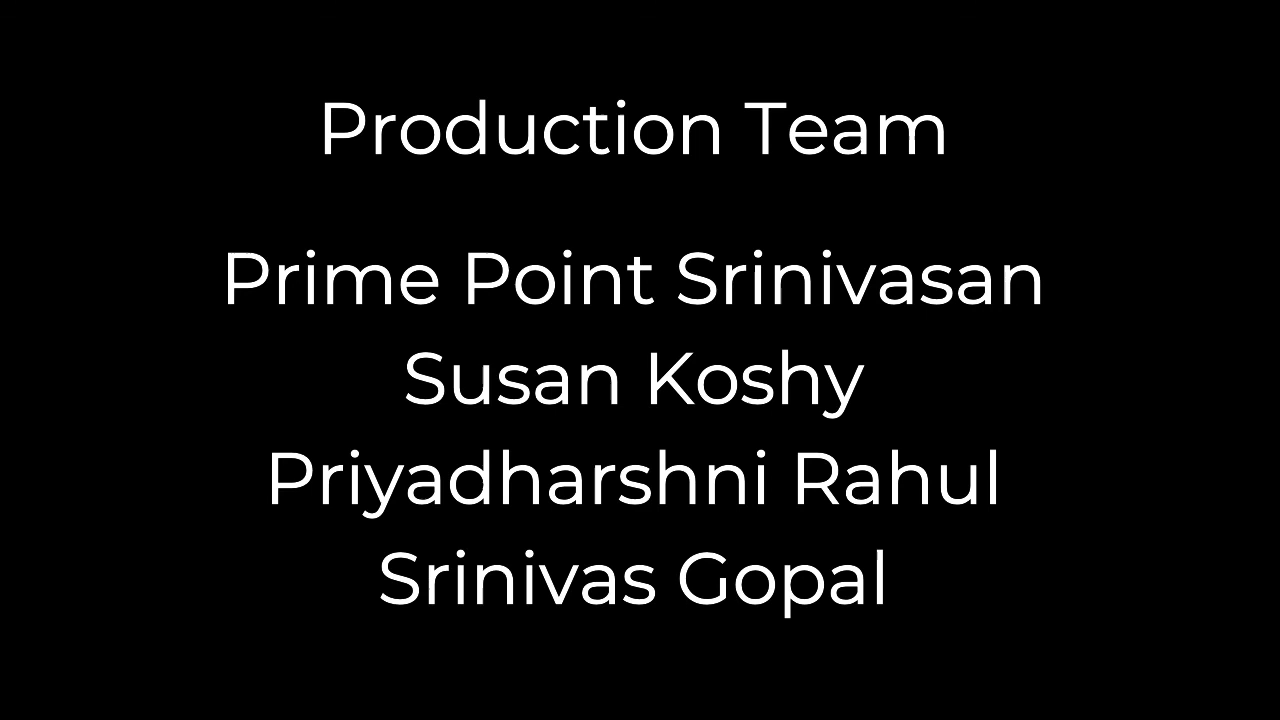 Production Team
Prime Point Srinivasan
Susan Koshy
Priyadharshni Rahul
Srinivas Gopal